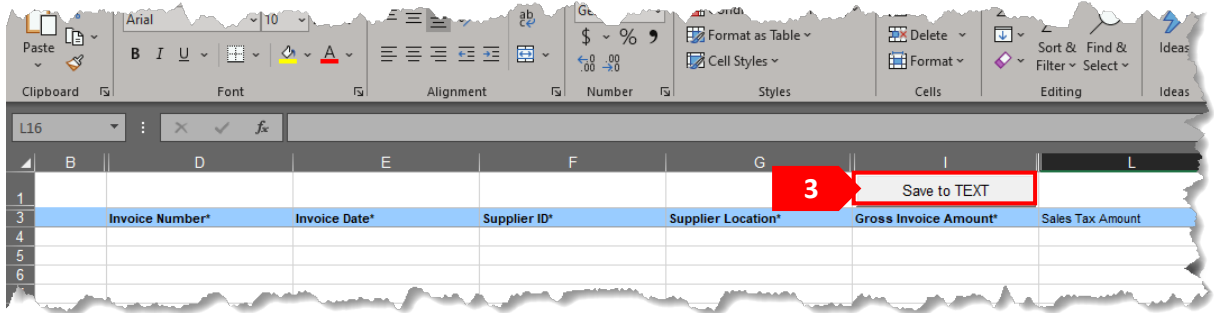 Arial 10 ab
$ % 9 Format as Table Delete
Paste B I U A Sort & Find & Ideas
.00 .00 Cell Styles Format Filter Select
Clipboard Font Alignment Number Styles Cells Editing Ideas
L16 fx
B D E F G I L
1 3 Save to TEXT
3 Invoice Number* Invoice Date* Supplier ID* Supplier Location* Gross Invoice Amount* Sales Tax Amount
4
5
6